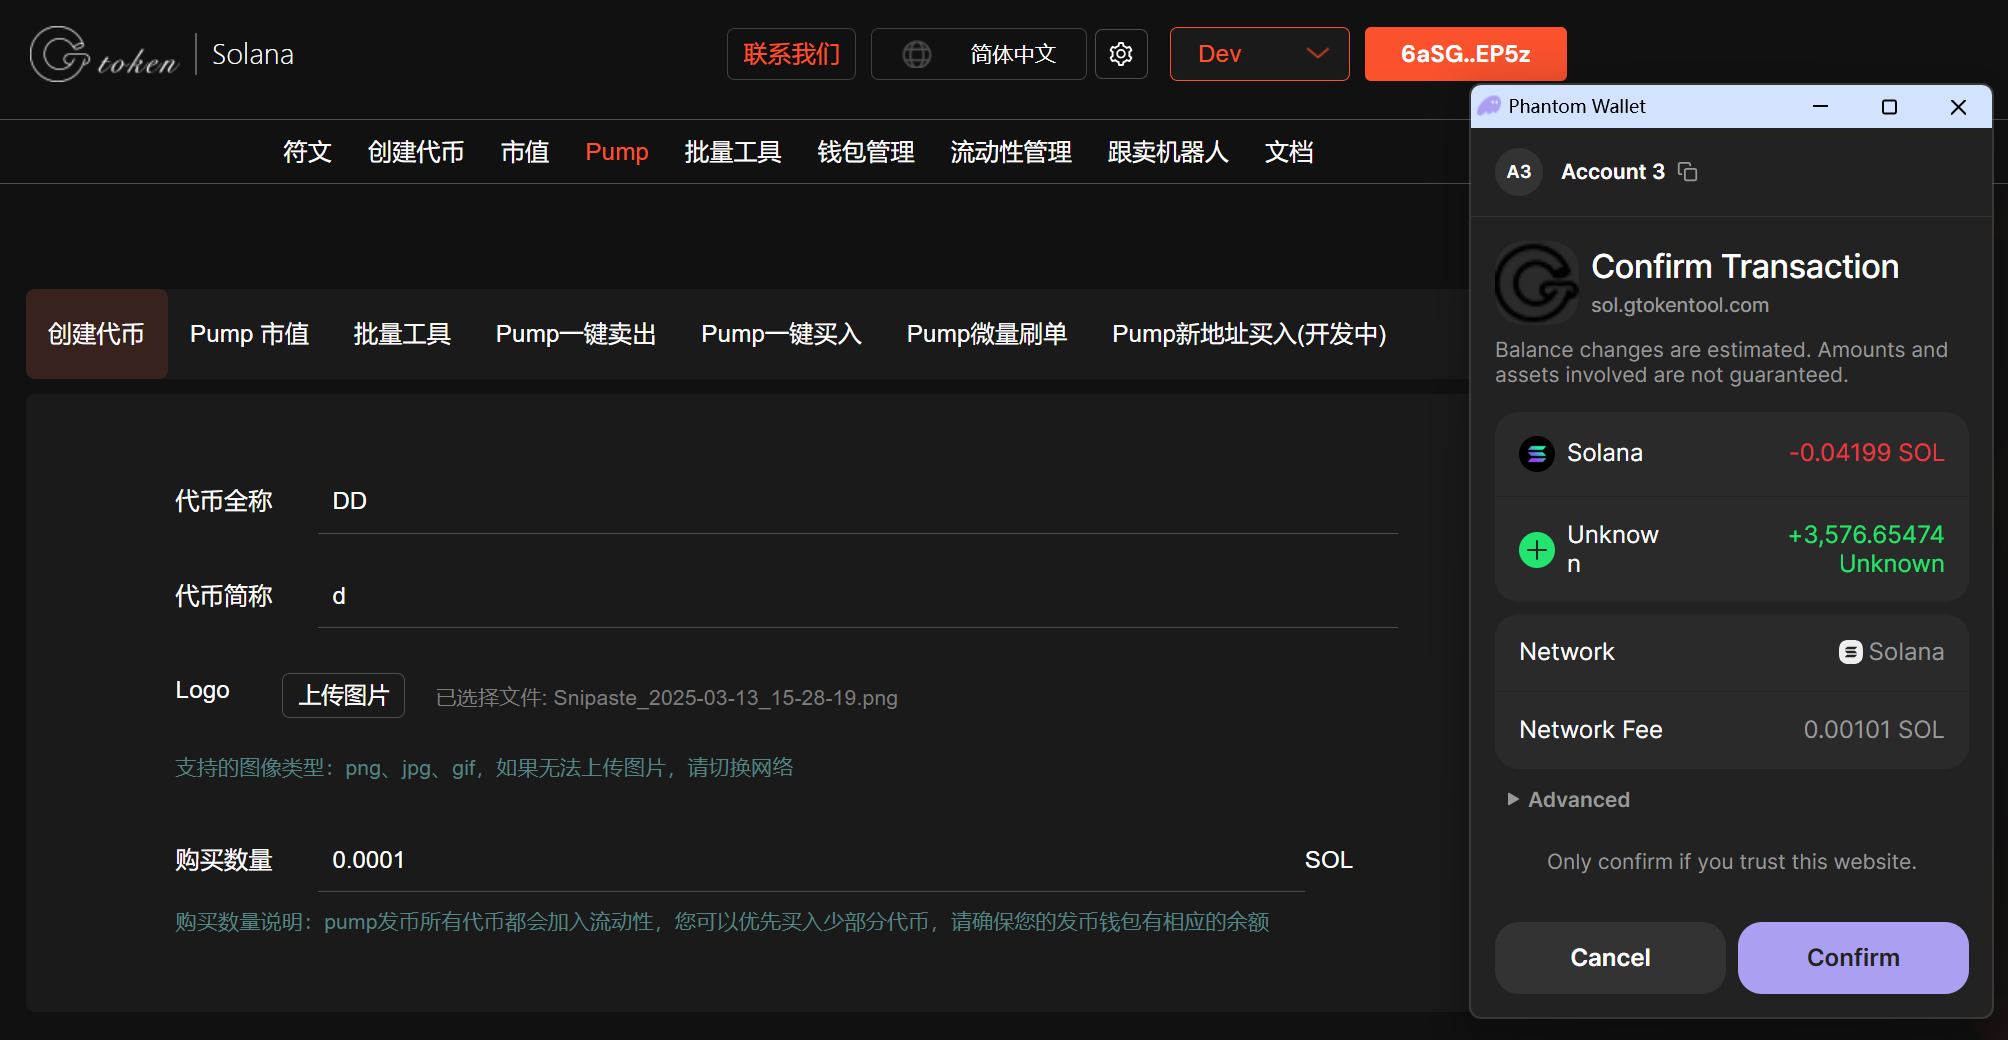 Gtoken
Solana
联系我们
简体中文
Dev
6aSG..EP5z
符文
创建代币
市值
Pump
批量工具
钱包管理
流动性管理
跟卖机器人
文档
创建代币
Pump 市值
批量工具
Pump一键卖出
Pump一键买入
Pump微量刷单
Pump新地址买入(开发中)
代币全称
DD
代币简称
d
Logo
上传图片
已选择文件: Snipaste_2025-03-13_15-28-19.png
支持的图像类型：png、jpg、gif，如果无法上传图片，请切换网络
购买数量
0.0001
SOL
购买数量说明：pump发币所有代币都会加入流动性，您可以优先买入少部分代币，请确保您的发币钱包有相应的余额
Phantom Wallet
A3
Account 3
Confirm Transaction
sol.gtokentool.com
Balance changes are estimated. Amounts and
assets involved are not guaranteed.
Solana
-0.04199 SOL
Unknow
n
+3,576.65474
Unknown
Network
Solana
Network Fee
0.00101 SOL
Advanced
Only confirm if you trust this website.
Cancel
Confirm